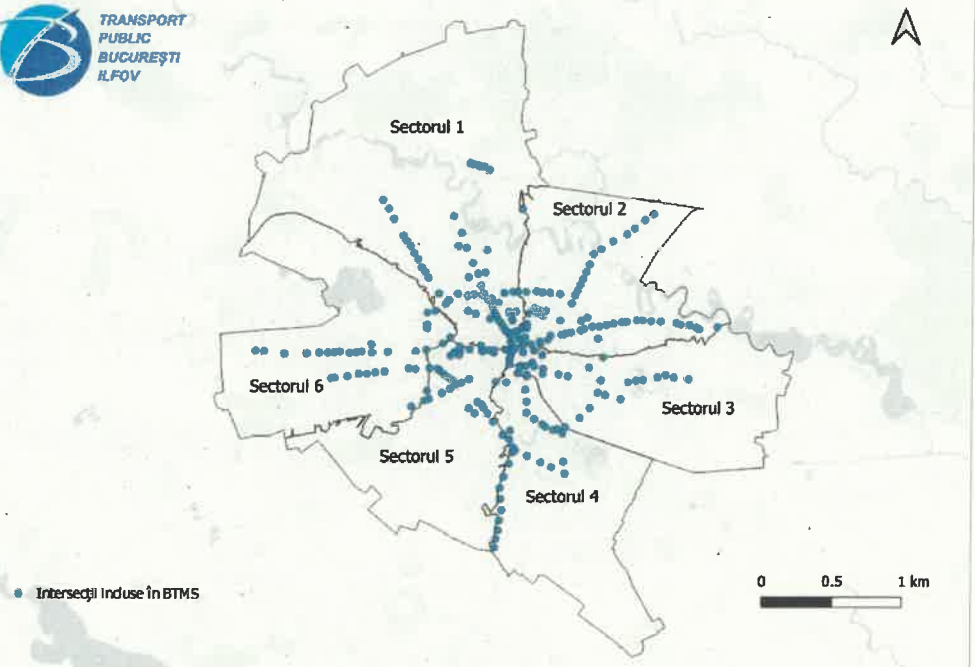 TRANSPORT
PUBLIC
BUCUREȘTI
ILFOV
Sectorul 1
Sectorul 2
Sectorul 6
Sectorul 3
Sectorul 5
Sectorul 4
Intersecții incluse în BTMS
0 0.5 1 km